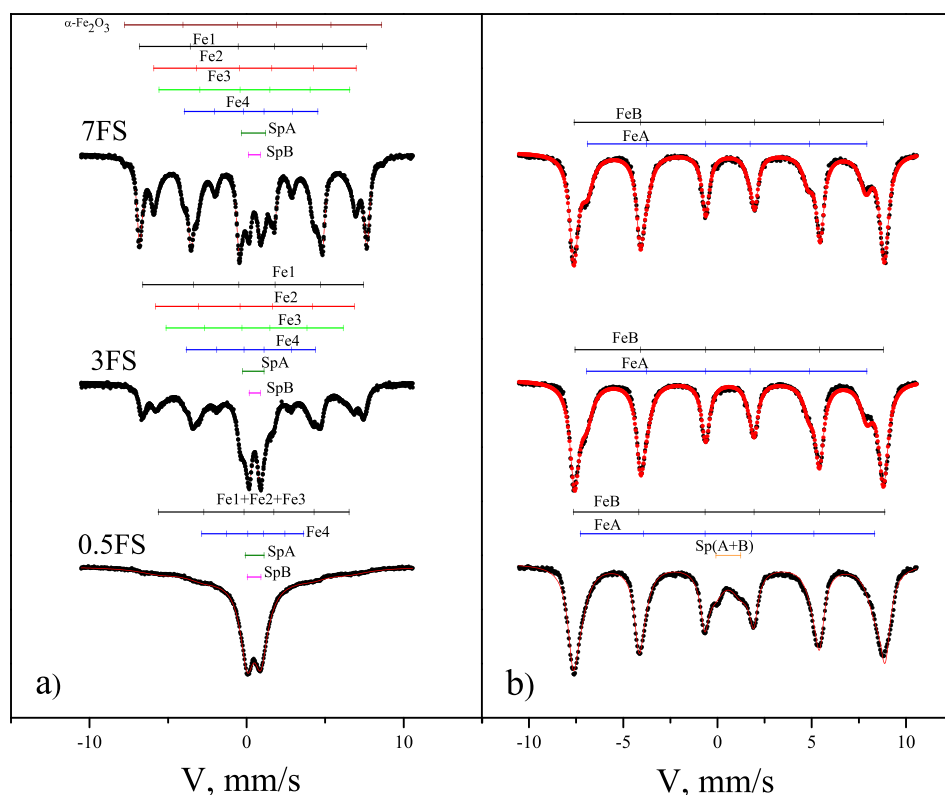 α-Fe2O3
Fe1
Fe2
Fe3
Fe4
SpA
7FS
SpB
Fe1
Fe2
Fe3
Fe4
3FS
SpA
SpB
Fe1+Fe2+Fe3
Fe4
0.5FS
SpA
SpB
a)
-10 0 10
V, mm/s
FeB
FeA
FeB
FeA
FeB
FeA
Sp(A+B)
b)
-10 -5 0 5 10
V, mm/s